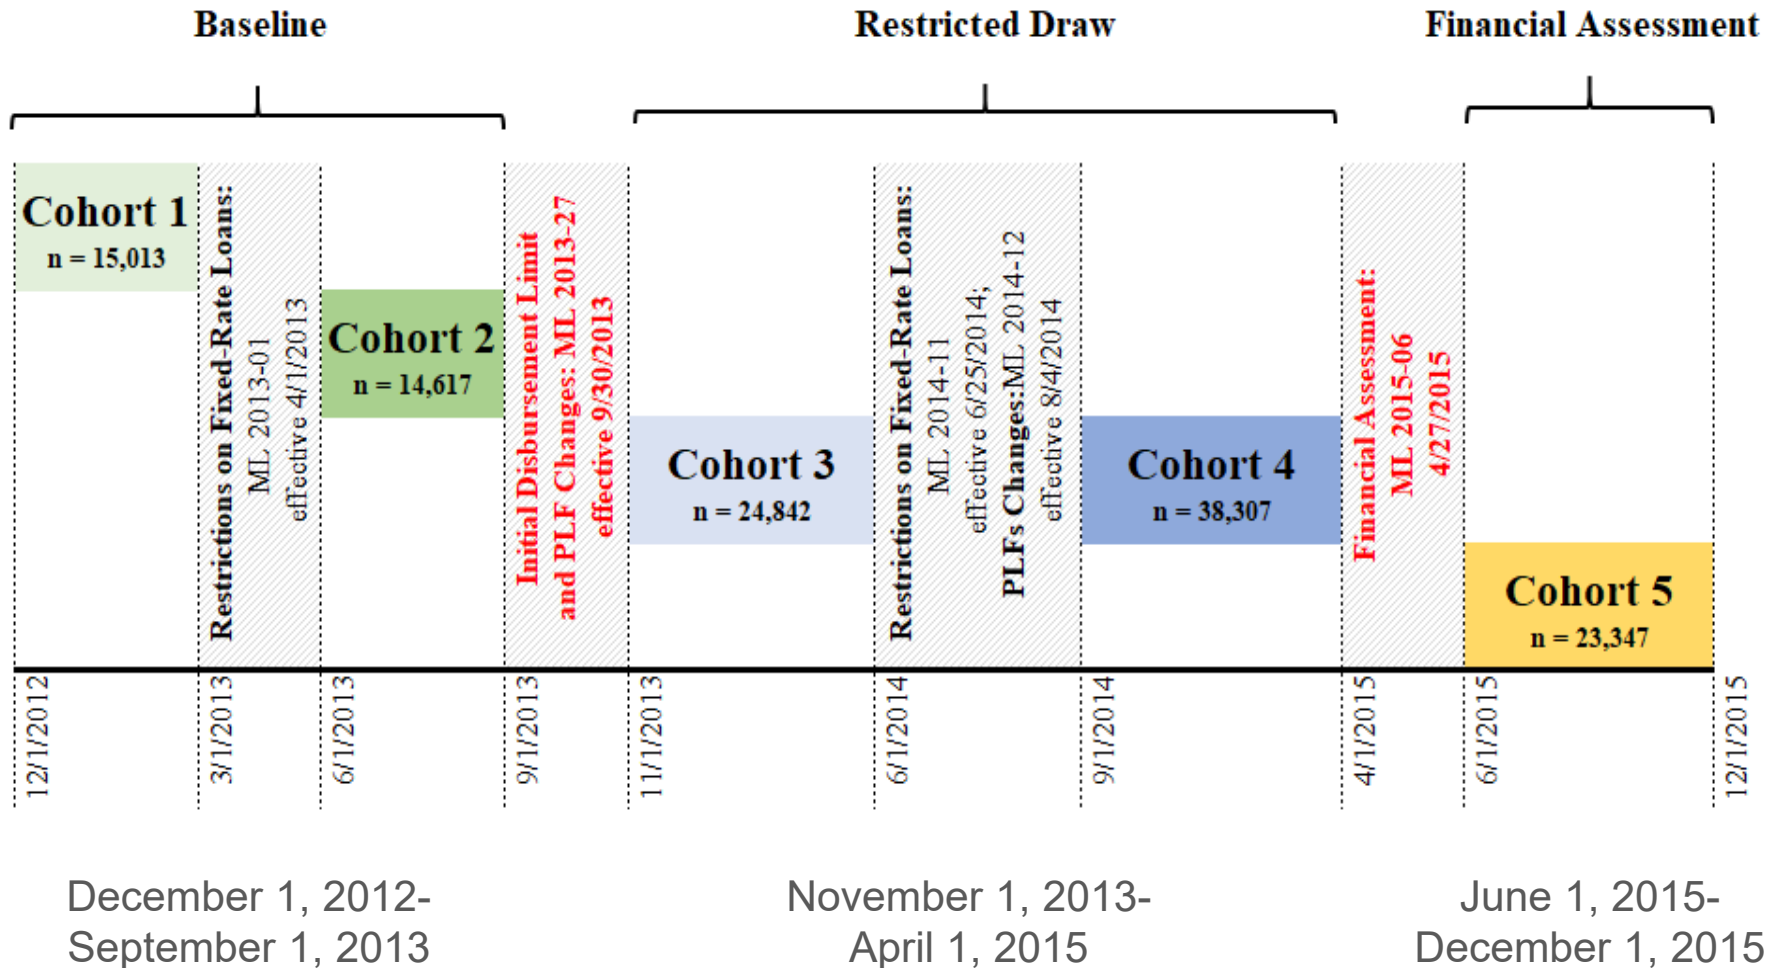 Baseline
Restricted Draw
Financial Assessment
Cohort 1
n = 15,013
Restrictions on Fixed-Rate Loans:
ML 2013-01
effective 4/1/2013
Cohort 2
n = 14,617
Initial Disbursement Limit
and PLF Changes: ML 2013-27
effective 9/30/2013
Cohort 3
n = 24,842
Restrictions on Fixed-Rate Loans:
ML 2014-11
effective 6/25/2014;
PLFs Changes:ML 2014-12
effective 8/4/2014
Cohort 4
n = 38,307
Financial Assessment:
ML 2015-06
4/27/2015
Cohort 5
n = 23,347
12/1/2012
3/1/2013
6/1/2013
9/1/2013
11/1/2013
6/1/2014
9/1/2014
4/1/2015
6/1/2015
12/1/2015
December 1, 2012-
September 1, 2013
November 1, 2013-
April 1, 2015
June 1, 2015-
December 1, 2015